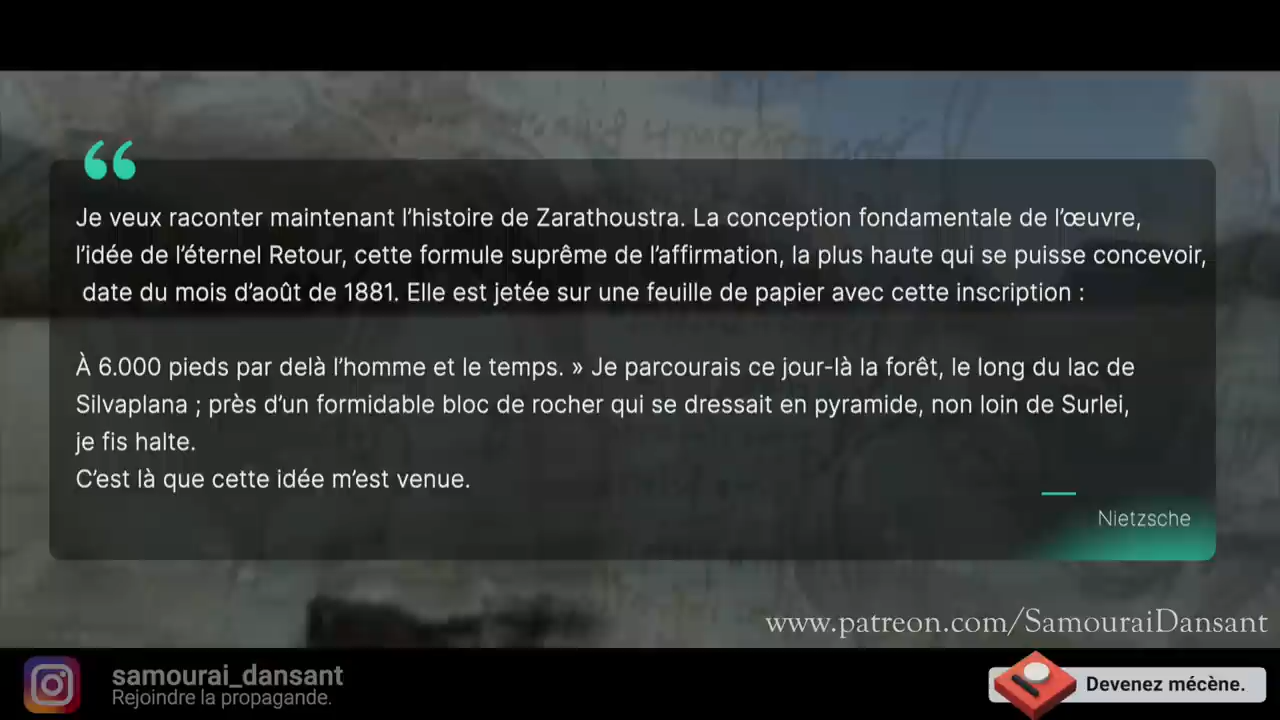 Je veux raconter maintenant l’histoire de Zarathoustra. La conception fondamentale de l’œuvre,
l’idée de l’éternel Retour, cette formule suprême de l’affirmation, la plus haute qui se puisse concevoir,
date du mois d’août de 1881. Elle est jetée sur une feuille de papier avec cette inscription :
À 6.000 pieds par delà l’homme et le temps. » Je parcourais ce jour-là la forêt, le long du lac de
Silvaplana ; près d’un formidable bloc de rocher qui se dressait en pyramide, non loin de Surlei,
je fis halte.
C’est là que cette idée m’est venue.
Nietzsche
www.patreon.com/SamouraiDansant
samourai_dansant
Rejoindre la propagande.
Devenez mécène.